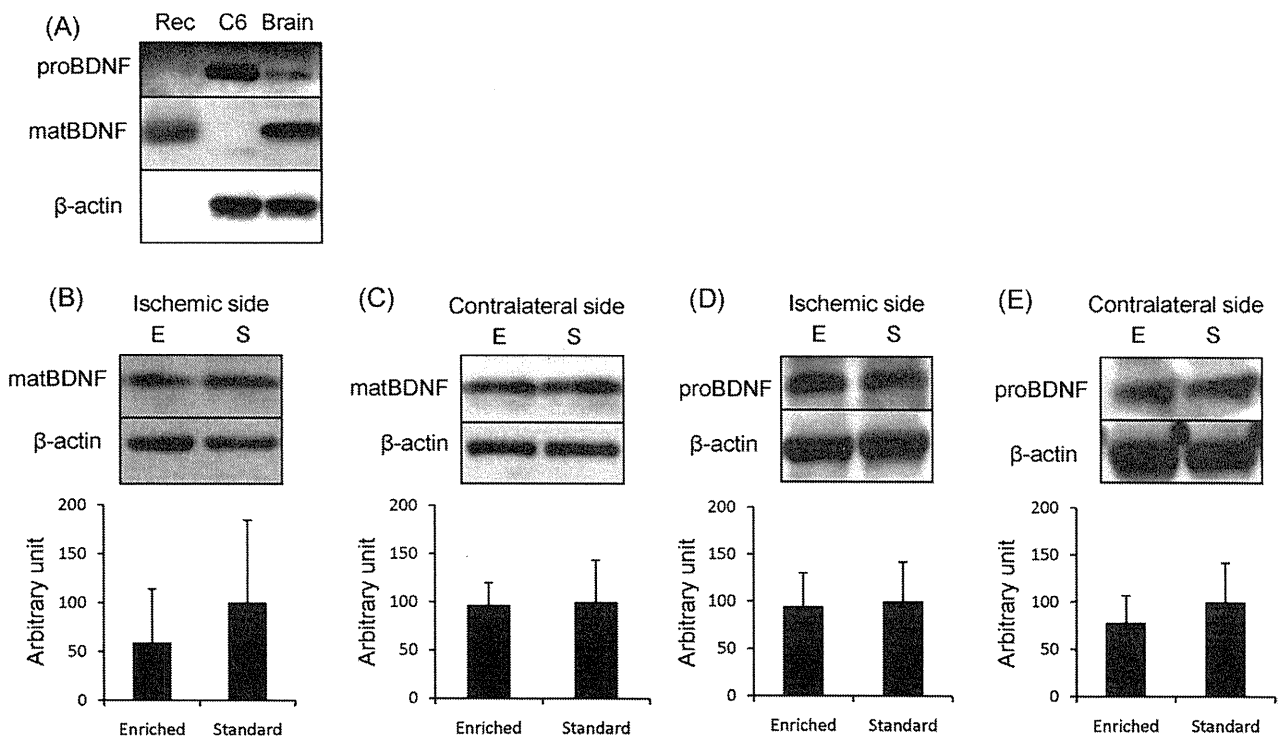 (A)
Rec C6 Brain
proBDNF
matBDNF
β-actin
(B)
Ischemic side
E S
matBDNF
β-actin
Arbitrary unit
200
150
100
50
0
Enriched Standard
(C)
Contralateral side
E S
matBDNF
β-actin
Arbitrary unit
200
150
100
50
0
Enriched Standard
(D)
Ischemic side
E S
proBDNF
β-actin
Arbitrary unit
200
150
100
50
0
Enriched Standard
(E)
Contralateral side
E S
proBDNF
β-actin
Arbitrary unit
200
150
100
50
0
Enriched Standard